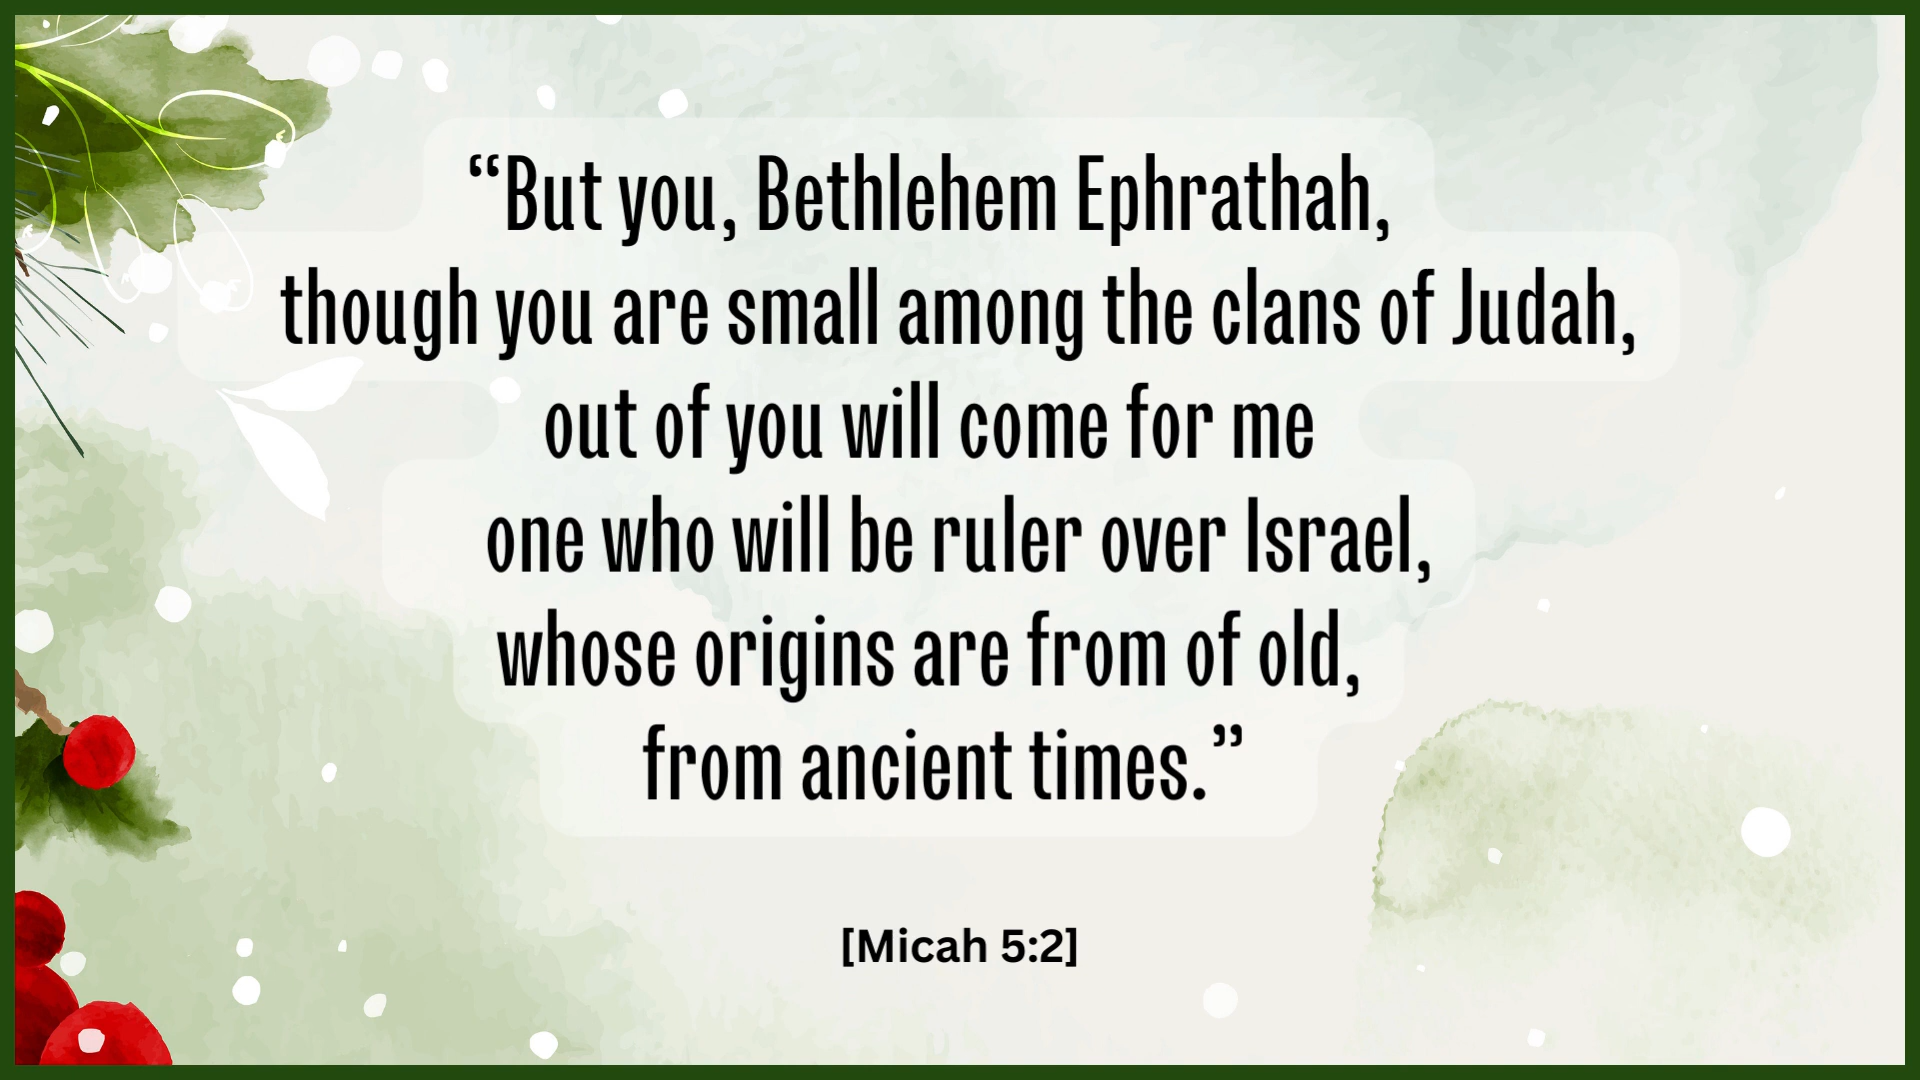 “But you, Bethlehem Ephrathah,
though you are small among the clans of Judah,
out of you will come for me
one who will be ruler over Israel,
whose origins are from of old,
from ancient times.”
[Micah 5:2]